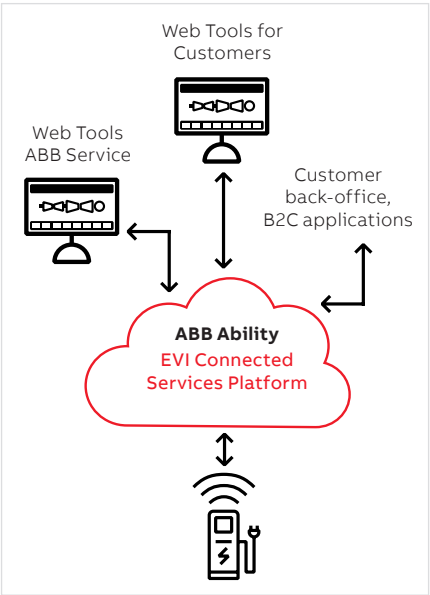 Web Tools for
Customers
Web Tools
ABB Service
Customer
back-office,
B2C applications
ABB Ability
EVI Connected
Services Platform